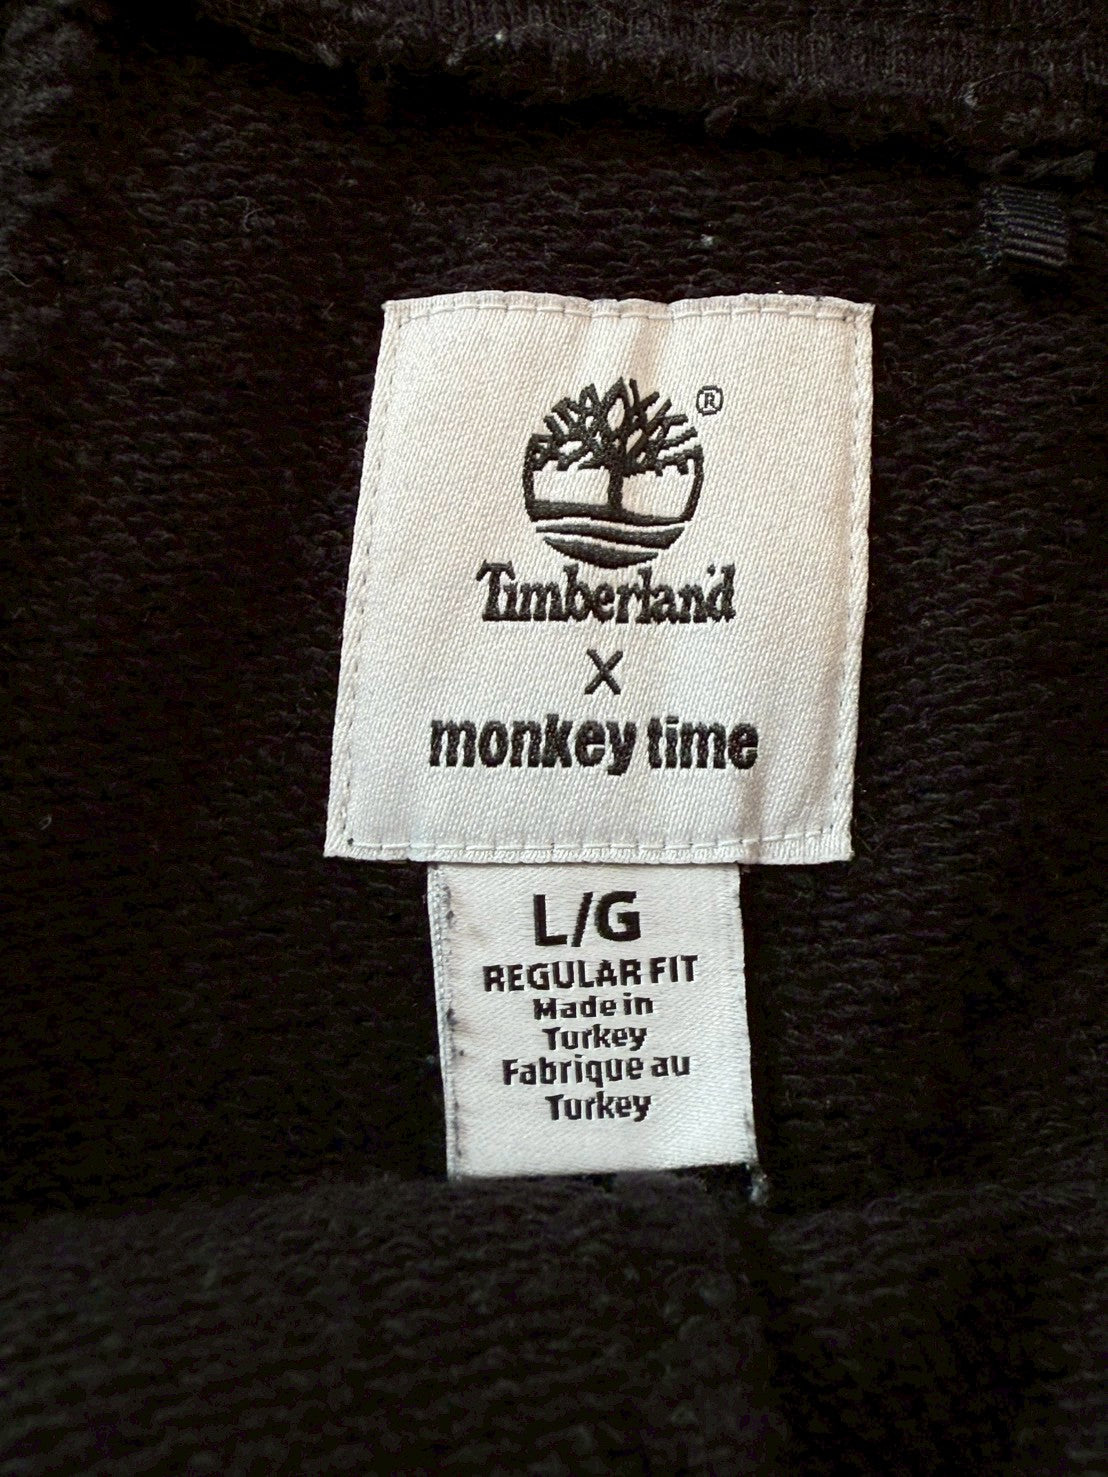 ®
Timberland
X
monkey time
L/G
REGULAR FIT
Made in
Turkey
Fabrique au
Turkey